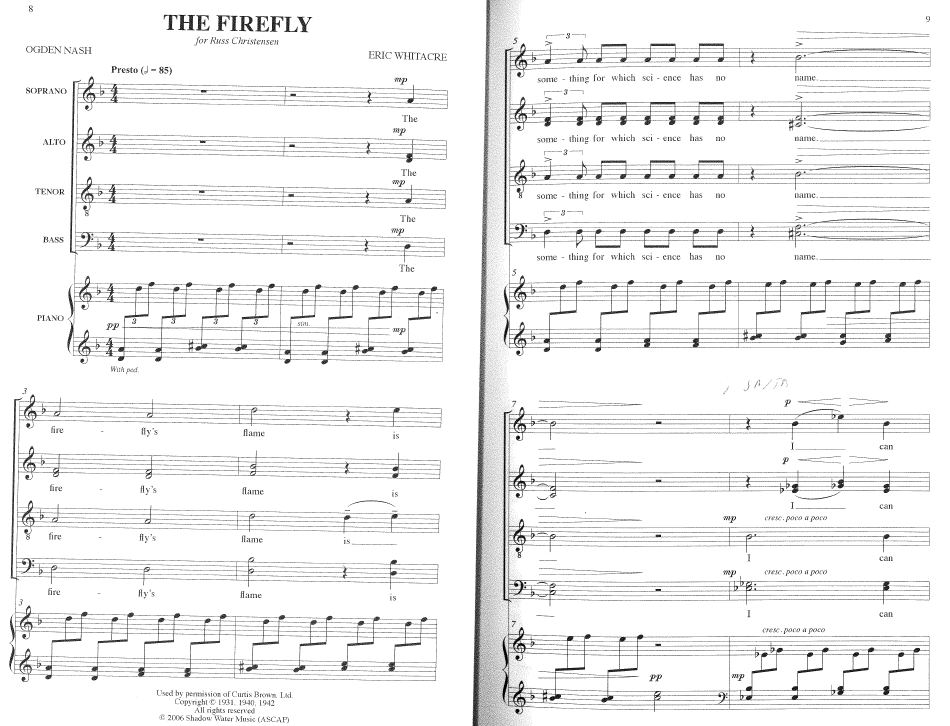 8
THE FIREFLY
for Russ Christensen
OGDEN NASH
ERIC WHITACRE
Presto (♩ = 85)
SOPRANO
mp
The
ALTO
mp
The
TENOR
mp
8
The
BASS
mp
The
PIANO
pp
3 3 3 3
sim.
mp
With ped.
3
fire - fly's flame is
fire - fly's flame is
8
fire - fly's flame is
fire - fly's flame is
3
Used by permission of Curtis Brown, Ltd.
Copyright © 1931, 1940, 1942
All rights reserved
© 2006 Shadow Water Music (ASCAP)
9
5
3
some - thing for which sci - ence has no name.
3
some - thing for which sci - ence has no name.
3
8
some - thing for which sci - ence has no name.
3
some - thing for which sci - ence has no name.
5
7
p
I can
p
I can
mp cresc. poco a poco
8
I can
mp cresc. poco a poco
I can
7
cresc. poco a poco
pp
mp